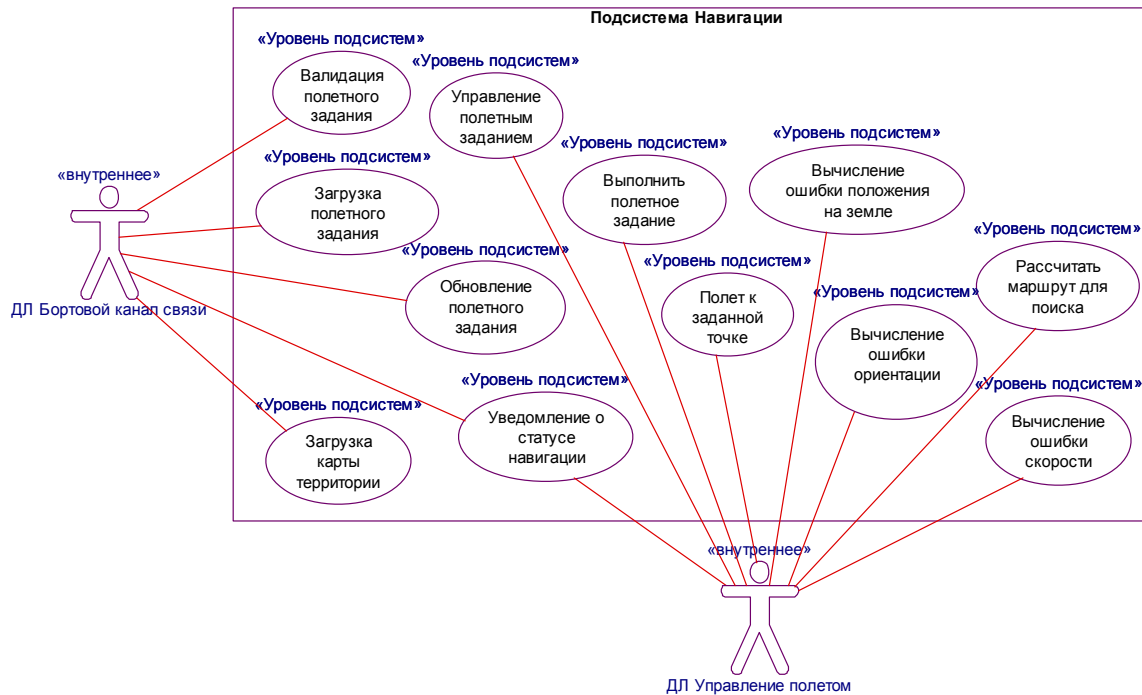 Подсистема Навигации
«Уровень подсистем»
Валидация
полетного
задания
«Уровень подсистем»
Управление
полетным
заданием
«Уровень подсистем»
Выполнить
полетное
задание
«Уровень подсистем»
Вычисление
ошибки положения
на земле
«внутреннее»
ДЛ Бортовой канал связи
«Уровень подсистем»
Загрузка
полетного
задания
«Уровень подсистем»
Обновление
полетного
задания
«Уровень подсистем»
Полет к
заданной
точке
«Уровень подсистем»
Рассчитать
маршрут для
поиска
«Уровень подсистем»
Вычисление
ошибки
ориентации
«Уровень подсистем»
Загрузка
карты
территории
«Уровень подсистем»
Уведомление о
статусе
навигации
«Уровень подсистем»
Вычисление
ошибки
скорости
«внутреннее»
ДЛ Управление полетом